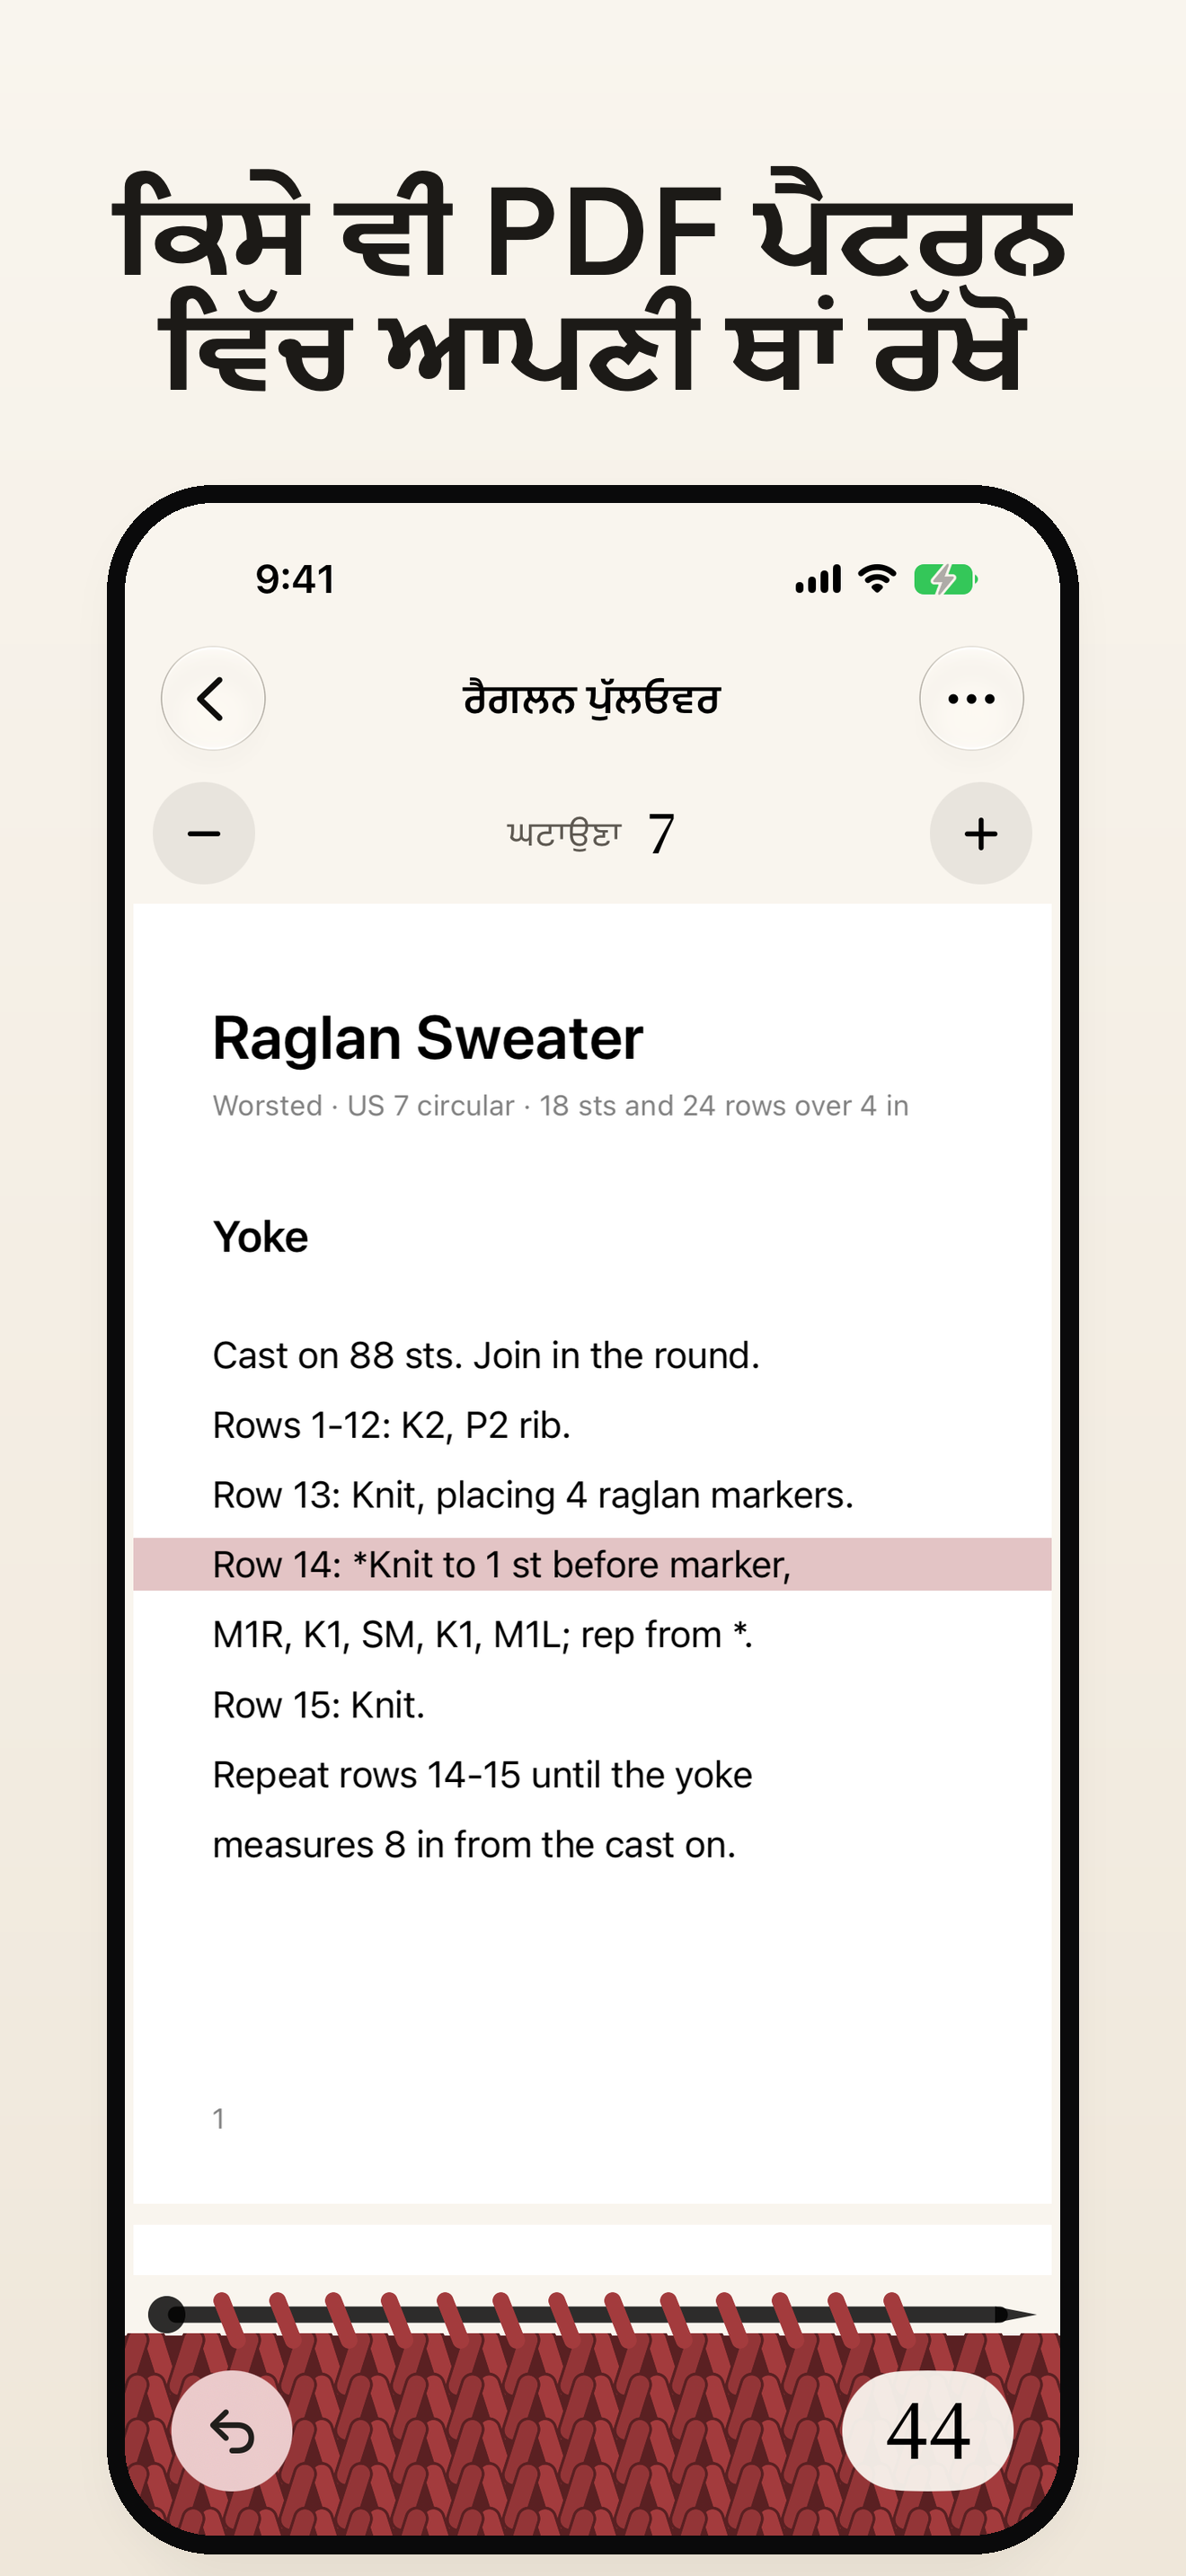 ਕਿਸੇ ਵੀ PDF ਪੈਟਰਨ
ਵਿੱਚ ਆਪਣੀ ਥਾਂ ਰੱਖੋ
9:41
ਰੈਗਲਨ ਪੁੱਲਓਵਰ
ਘਟਾਉਣਾ 7
Raglan Sweater
Worsted · US 7 circular · 18 sts and 24 rows over 4 in
Yoke
Cast on 88 sts. Join in the round.
Rows 1-12: K2, P2 rib.
Row 13: Knit, placing 4 raglan markers.
Row 14: *Knit to 1 st before marker,
M1R, K1, SM, K1, M1L; rep from *.
Row 15: Knit.
Repeat rows 14-15 until the yoke
measures 8 in from the cast on.
1
44